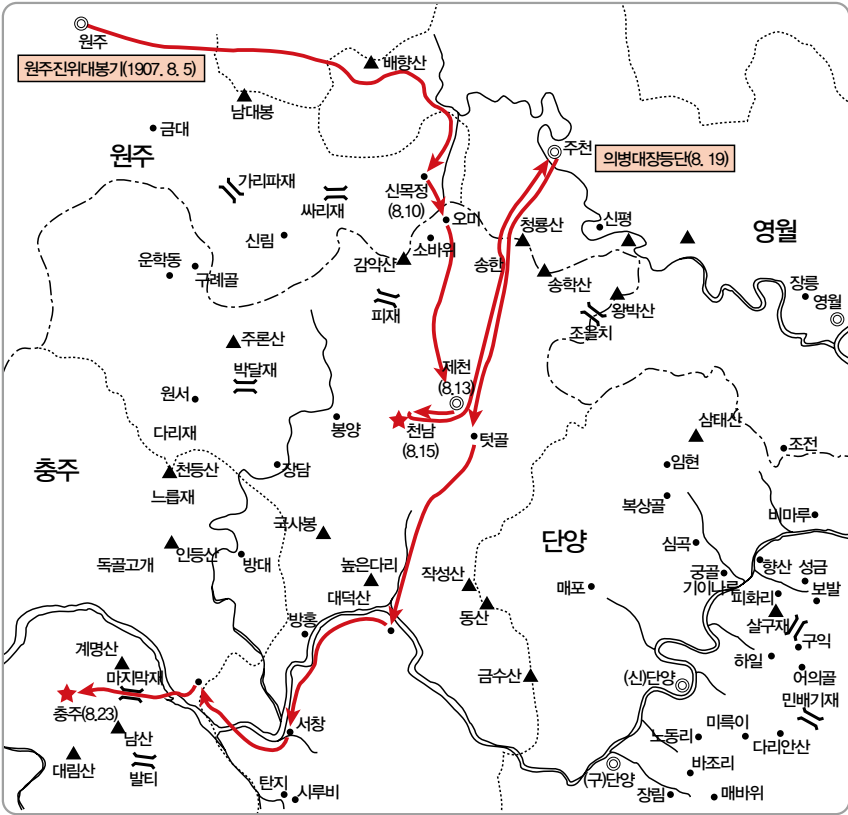 원주
원주진위대봉기(1907. 8. 5)
배향산
남대봉
금대
원주
주천
의병대장등단(8. 19)
가리파재
싸리재
신목정
(8.10)
오미
소바위
신림
감악산
청룡산
신평
영월
송한
송학산
운학동
구레골
피재
왕박산
조을치
장릉
영월
주론산
박달재
제천
(8.13)
원서
다리재
봉양
천남
(8.15)
텃골
삼태산
조전
임현
충주
천등산
느릅재
장담
복상골
비마루
국사봉
단양
심곡
인등산
독골고개
방대
높은다리
대덕산
작성산
동산
매포
궁골
기이나루
향산
성금
피화리
보발
살구재
방흥
구익
계명산
마지막재
하일
어의골
금수산
(신)단양
민배기재
충주(8.23)
서창
남산
노동리
미륵이
다리안산
대림산
발티
바조리
(구)단양
탄지
시루비
장림
매바위